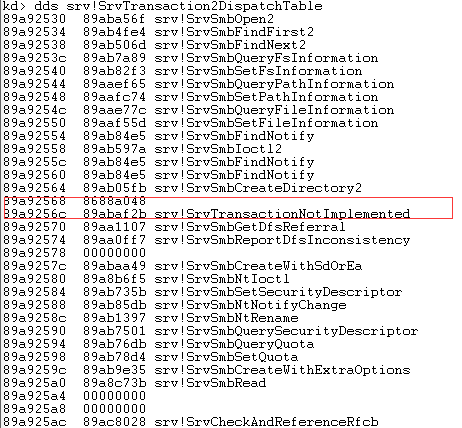 kd> dds srv!SrvTransaction2DispatchTable
89a92530  89aba56f srv!SrvSmbOpen2
89a92534  89ab4fe4 srv!SrvSmbFindFirst2
89a92538  89ab506d srv!SrvSmbFindNext2
89a9253c  89ab7a89 srv!SrvSmbQueryFsInformation
89a92540  89ab82f3 srv!SrvSmbSetFsInformation
89a92544  89aaef65 srv!SrvSmbQueryPathInformation
89a92548  89aafc74 srv!SrvSmbSetPathInformation
89a9254c  89aae77c srv!SrvSmbQueryFileInformation
89a92550  89aaf55d srv!SrvSmbSetFileInformation
89a92554  89ab84e5 srv!SrvSmbFindNotify
89a92558  89ab597a srv!SrvSmbIoctl2
89a9255c  89ab84e5 srv!SrvSmbFindNotify
89a92560  89ab84e5 srv!SrvSmbFindNotify
89a92564  89ab05fb srv!SrvSmbCreateDirectory2
89a92568  8688a048
89a9256c  89abaf2b srv!SrvTransactionNotImplemented
89a92570  89aa1107 srv!SrvSmbGetDfsReferral
89a92574  89aa0ff7 srv!SrvSmbReportDfsInconsistency
89a92578  00000000
89a9257c  89abaa49 srv!SrvSmbCreateWithSdOrEa
89a92580  89a8b6f5 srv!SrvSmbNtIoctl
89a92584  89ab735b srv!SrvSmbSetSecurityDescriptor
89a92588  89ab85db srv!SrvSmbNtNotifyChange
89a9258c  89ab1397 srv!SrvSmbNtRename
89a92590  89ab7501 srv!SrvSmbQuerySecurityDescriptor
89a92594  89ab76db srv!SrvSmbQueryQuota
89a92598  89ab78d4 srv!SrvSmbSetQuota
89a9259c  89ab9e35 srv!SrvSmbCreateWithExtraOptions
89a925a0  89a8c73b srv!SrvSmbRead
89a925a4  00000000
89a925a8  00000000
89a925ac  89ac8028 srv!SrvCheckAndReferenceRfcb